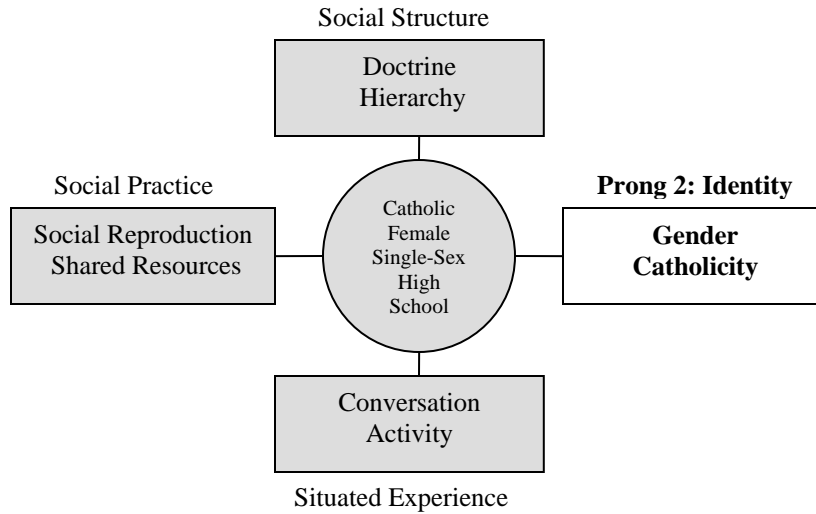 Social Structure
Doctrine
Hierarchy
Social Practice
Social Reproduction
Shared Resources
Catholic
Female
Single-Sex
High
School
Prong 2: Identity
Gender
Catholicity
Conversation
Activity
Situated Experience